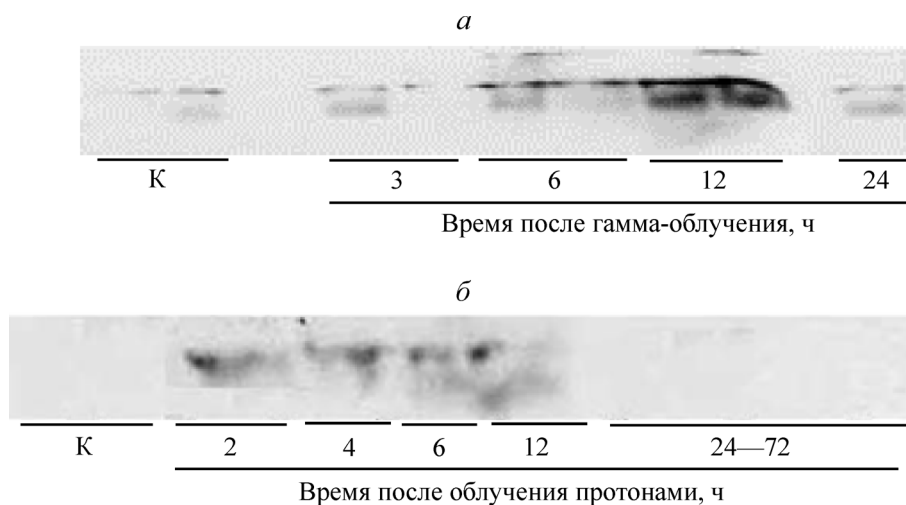 а
К 3 6 12 24
Время после гамма-облучения, ч
б
К 2 4 6 12 24—72
Время после облучения протонами, ч